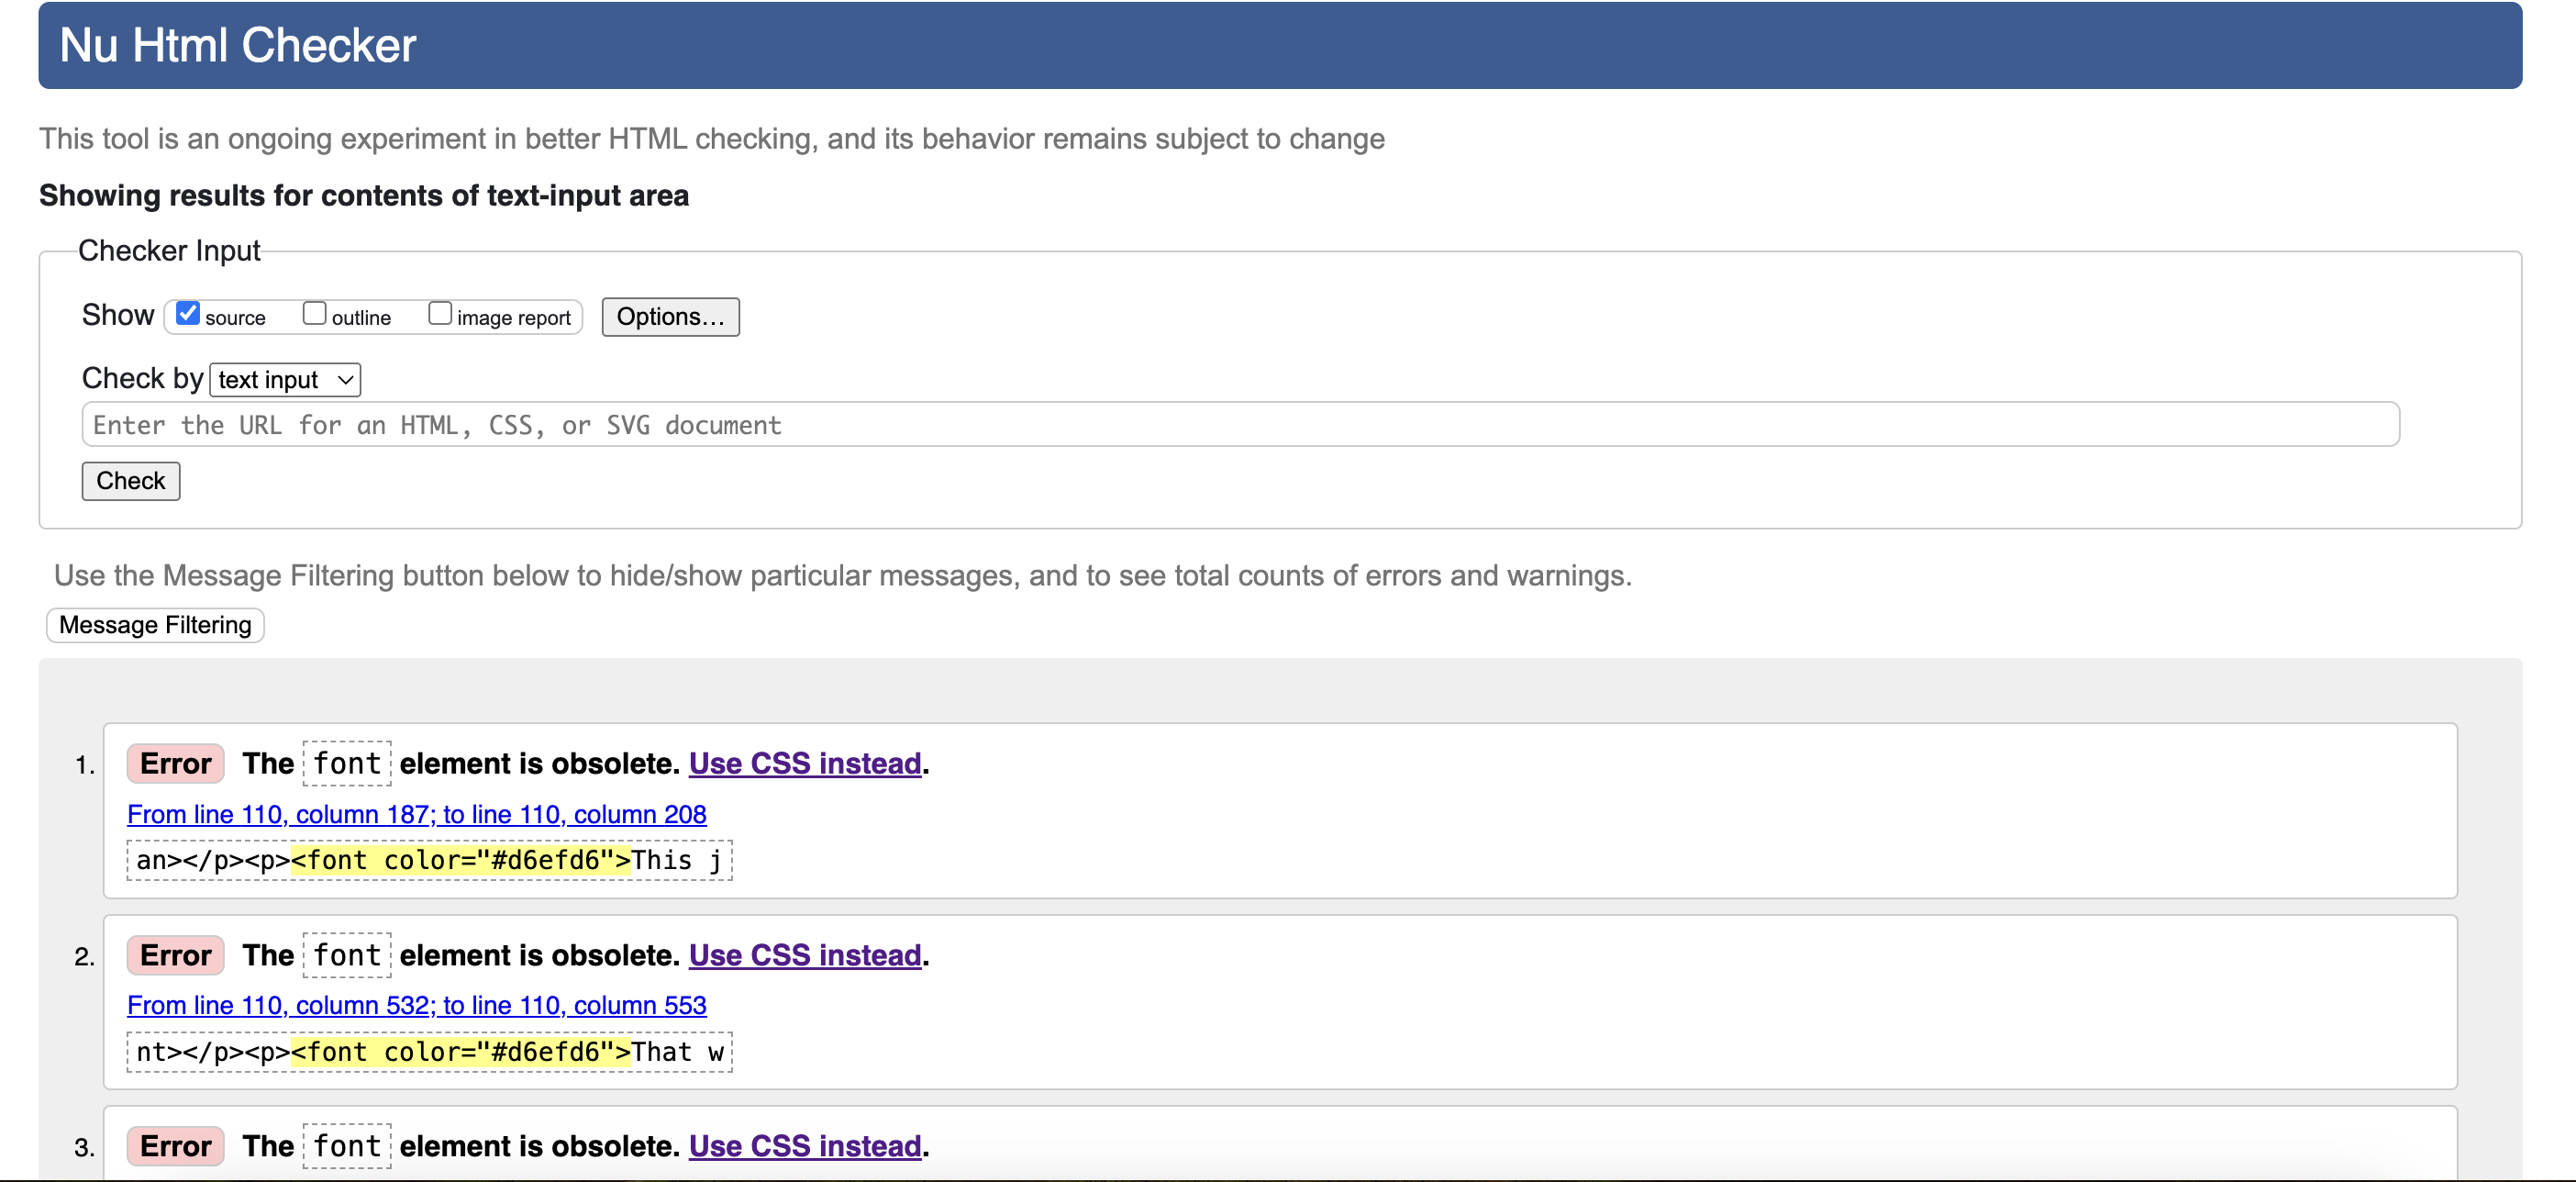 Nu Html Checker
This tool is an ongoing experiment in better HTML checking, and its behavior remains subject to change
Showing results for contents of text-input area
Checker Input
Show source outline image report Options...
Check by text input
Enter the URL for an HTML, CSS, or SVG document
Check
Use the Message Filtering button below to hide/show particular messages, and to see total counts of errors and warnings.
Message Filtering
1. Error The font element is obsolete. Use CSS instead.
From line 110, column 187; to line 110, column 208
an></p><p><font color="#d6efd6">This j
2. Error The font element is obsolete. Use CSS instead.
From line 110, column 532; to line 110, column 553
nt></p><p><font color="#d6efd6">That w
3. Error The font element is obsolete. Use CSS instead.